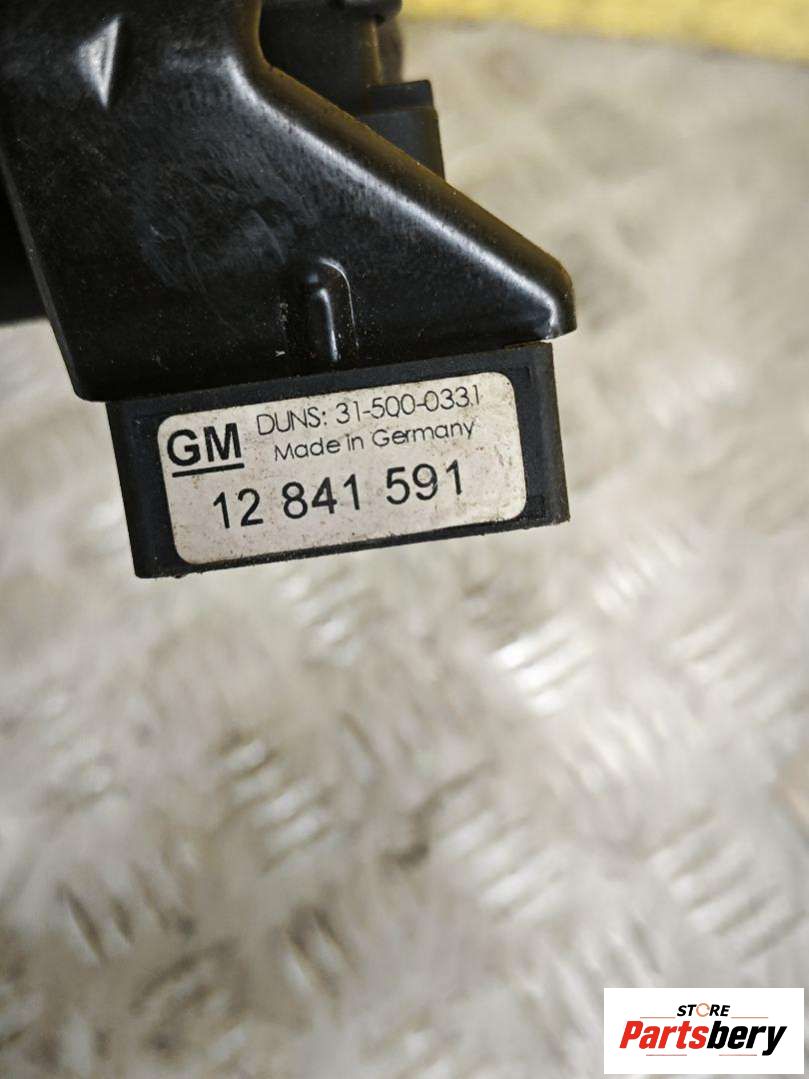 GM DUNS: 31-500-0331
Made in Germany
12 841 591
STORE
Partsbery